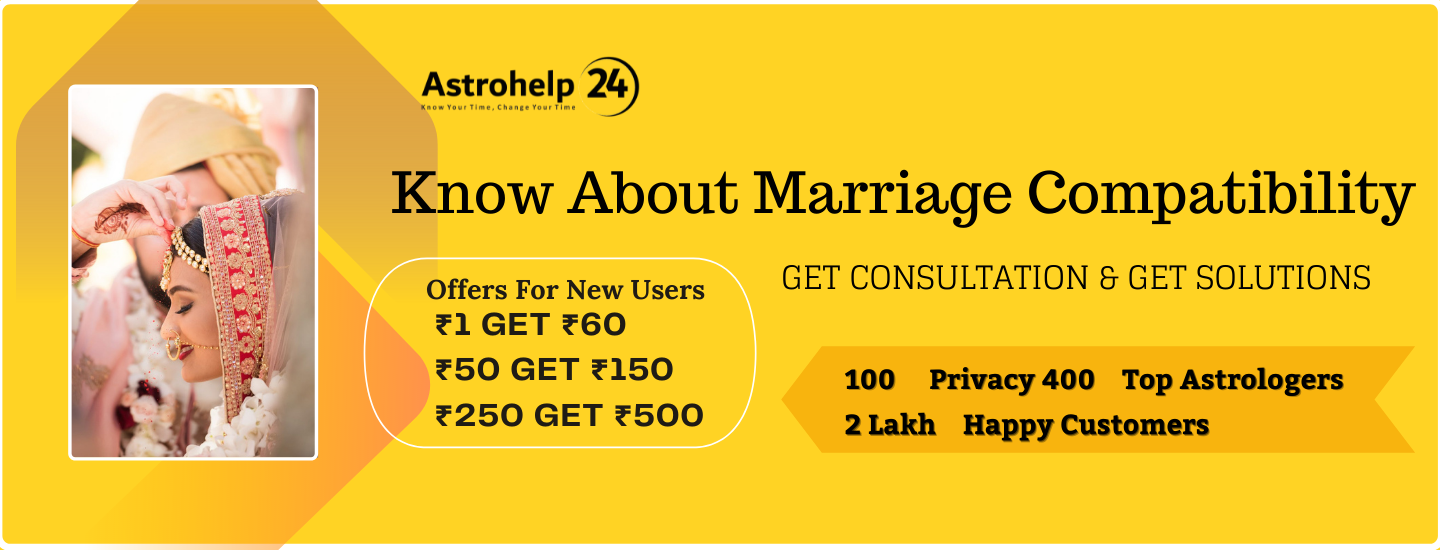 Astrohelp 24
Know Your Time, Change Your Time
Know About Marriage Compatibility
Offers For New Users
₹1 GET ₹60
₹50 GET ₹150
₹250 GET ₹500
GET CONSULTATION & GET SOLUTIONS
100 Privacy 400 Top Astrologers
2 Lakh Happy Customers